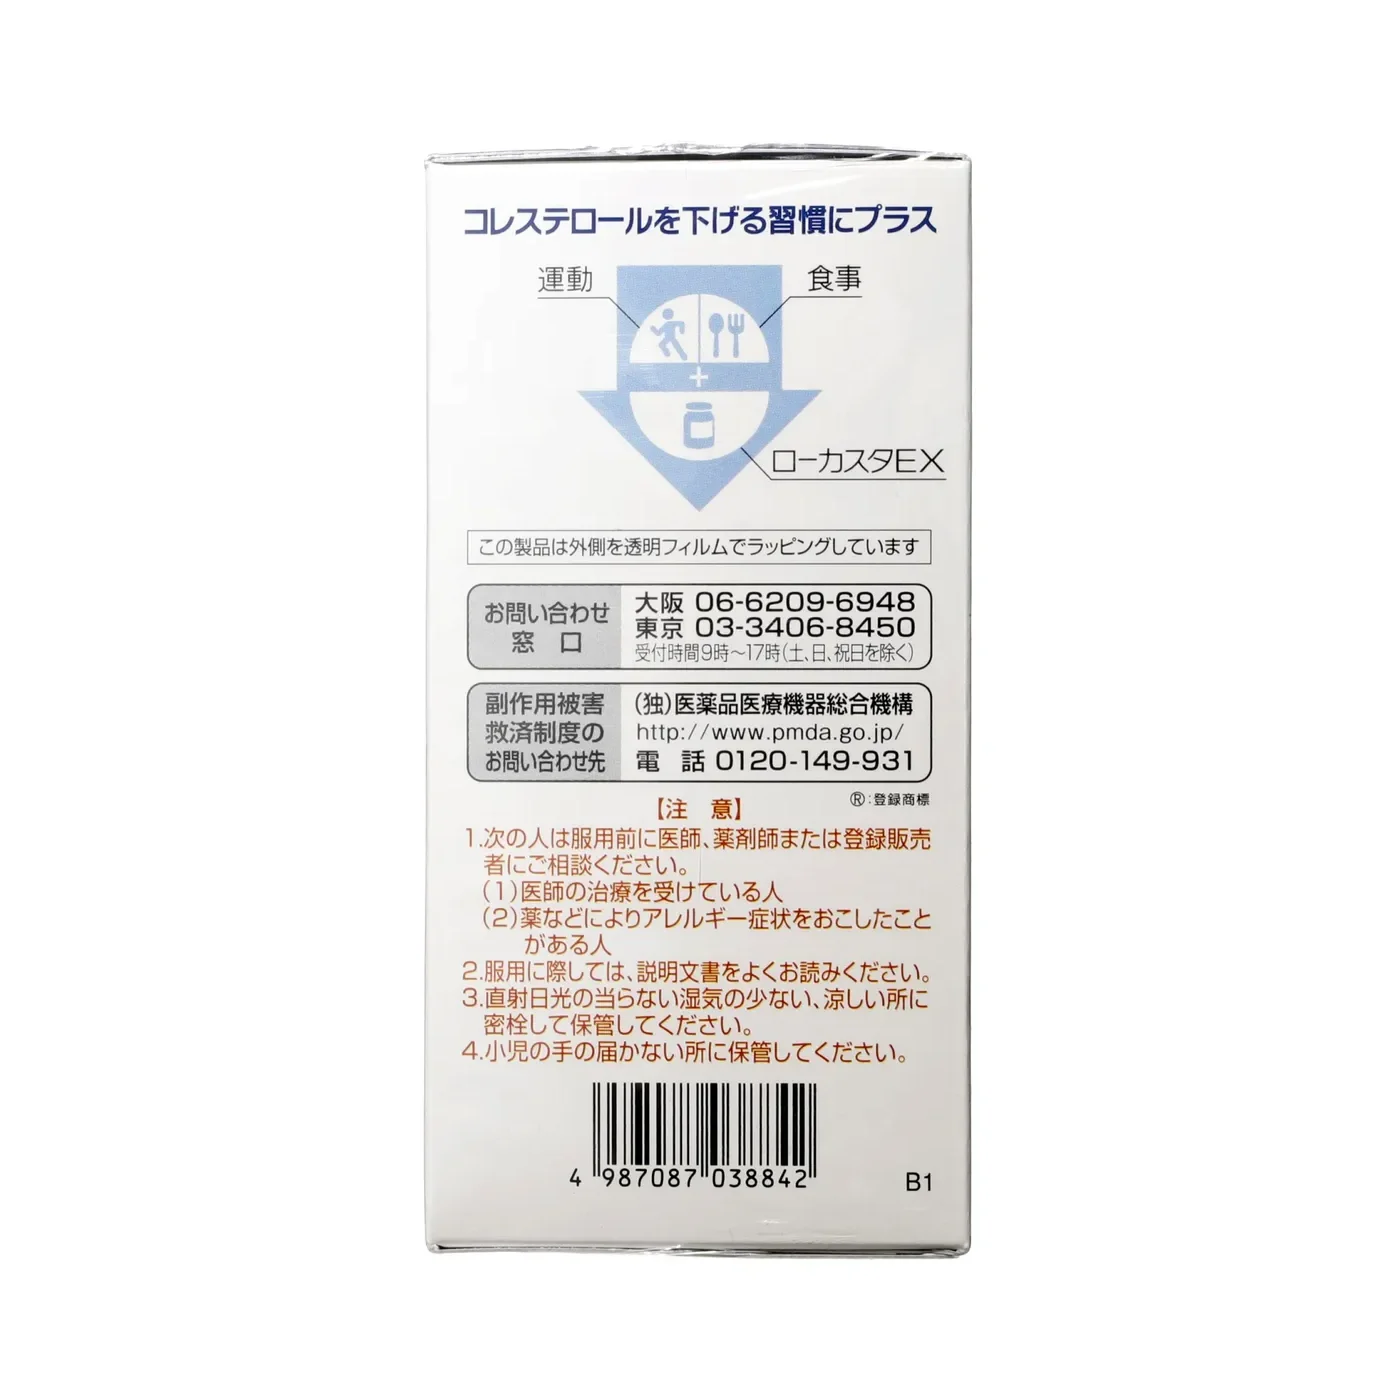 コレステロールを下げる習慣にプラス
運動
食事
+
ローカスタEX
この製品は外側を透明フィルムでラッピングしています
お問い合わせ
窓 口
大阪 06-6209-6948
東京 03-3406-8450
受付時間9時~17時(土、日、祝日を除く)
副作用被害
救済制度の
お問い合わせ先
(独)医薬品医療機器総合機構
http://www.pmda.go.jp/
電 話 0120-149-931
Ⓡ:登録商標
【注 意】
1.次の人は服用前に医師、薬剤師または登録販売
者にご相談ください。
(1)医師の治療を受けている人
(2)薬などによりアレルギー症状をおこしたこと
がある人
2.服用に際しては、説明文書をよくお読みください。
3.直射日光の当らない湿気の少ない、涼しい所に
密栓して保管してください。
4.小児の手の届かない所に保管してください。
4 987087 038842
B1